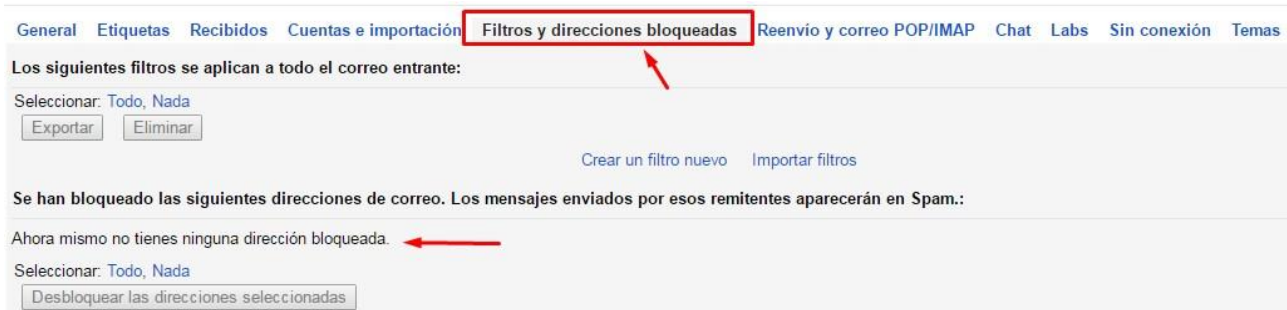 General Etiquetas Recibidos Cuentas e importación Filtros y direcciones bloqueadas Reenvío y correo POP/IMAP Chat Labs Sin conexión Temas
Los siguientes filtros se aplican a todo el correo entrante:
Seleccionar: Todo, Nada
Exportar Eliminar
Crear un filtro nuevo Importar filtros
Se han bloqueado las siguientes direcciones de correo. Los mensajes enviados por esos remitentes aparecerán en Spam.:
Ahora mismo no tienes ninguna dirección bloqueada.
Seleccionar: Todo, Nada
Desbloquear las direcciones seleccionadas